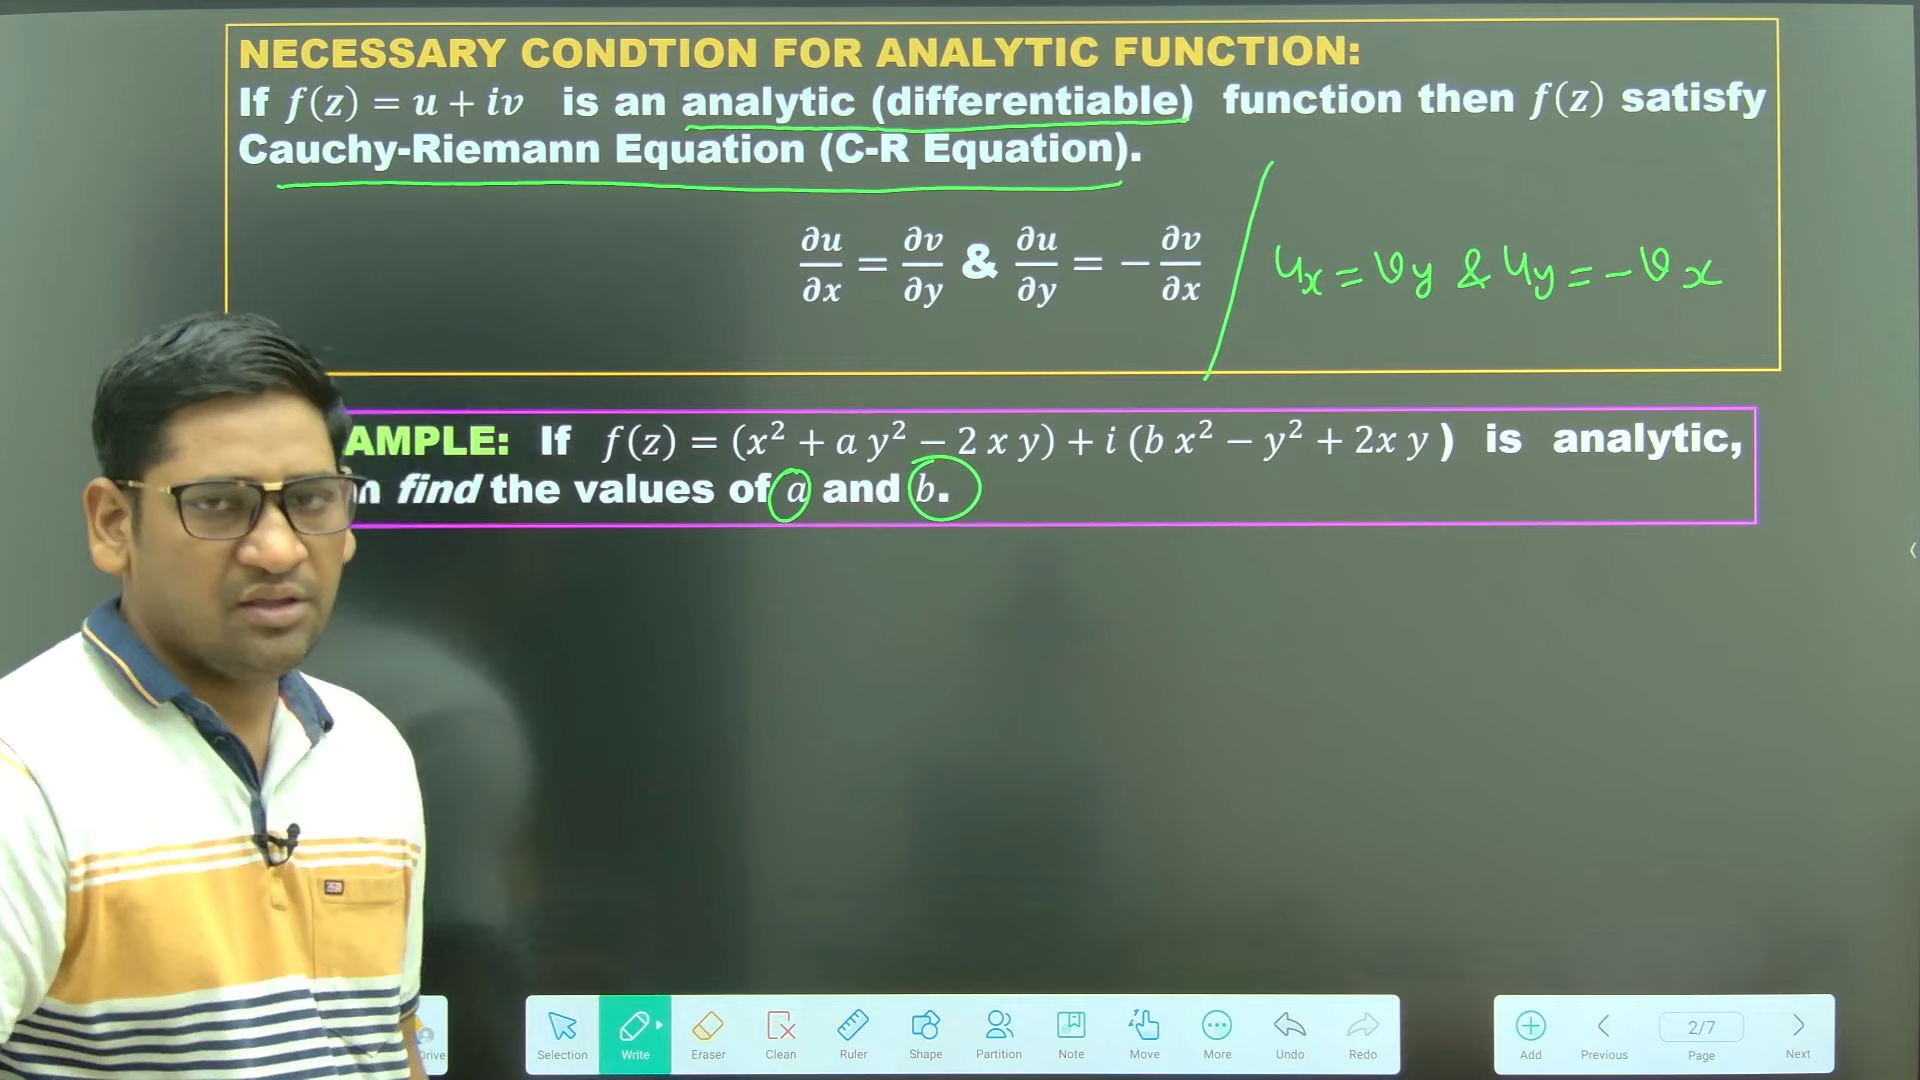 NECESSARY CONDTION FOR ANALYTIC FUNCTION:
If f(z) = u + iv is an analytic (differentiable) function then f(z) satisfy
Cauchy-Riemann Equation (C-R Equation).
∂u/∂x = ∂v/∂y & ∂u/∂y = − ∂v/∂x / ux = vy & uy = − vx
AMPLE: If f(z) = (x² + a y² − 2 x y) + i (b x² − y² + 2x y ) is analytic,
n find the values of a and b.
Drive Selection Write Eraser Clean Ruler Shape Partition Note Move More Undo Redo Add Previous 2/7 Page Next